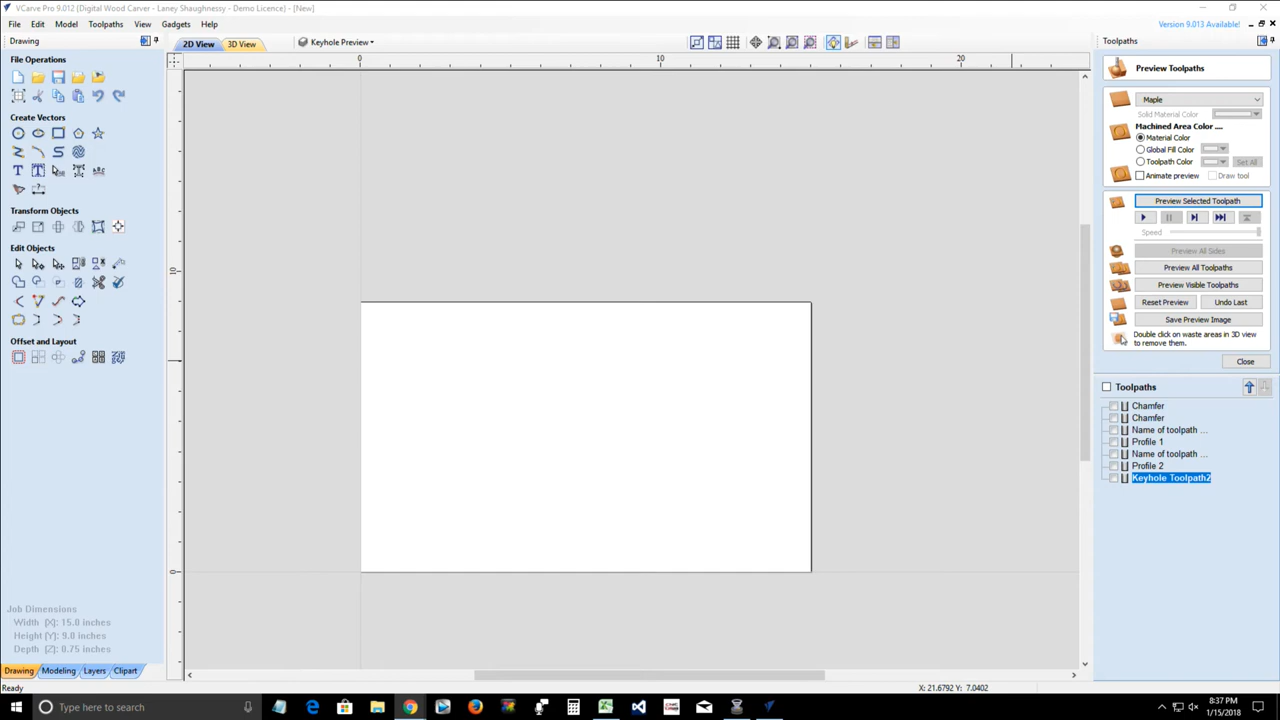 VCarve Pro 9.012 {Digital Wood Carver - Laney Shaughnessy - Demo Licence} - [New]
File Edit Model Toolpaths View Gadgets Help
Version 9.013 Available!
Drawing
2D View
3D View
Keyhole Preview
Toolpaths
File Operations
Create Vectors
Transform Objects
Edit Objects
Offset and Layout
0
10
20
10
0
Preview Toolpaths
Maple
Solid Material Color
Machined Area Color ....
Material Color
Global Fill Color
Toolpath Color
Set All
Animate preview
Draw tool
Preview Selected Toolpath
Speed
Preview All Sides
Preview All Toolpaths
Preview Visible Toolpaths
Reset Preview
Undo Last
Save Preview Image
Double click on waste areas in 3D view
to remove them.
Close
Toolpaths
Chamfer
Chamfer
Name of toolpath ...
Profile 1
Name of toolpath ...
Profile 2
Keyhole Toolpath2
Job Dimensions
Width (X): 15.0 inches
Height (Y): 9.0 inches
Depth (Z): 0.75 inches
Drawing Modeling Layers Clipart
Ready
X: 21.6792 Y: 7.0402
Type here to search
8:37 PM
1/15/2018